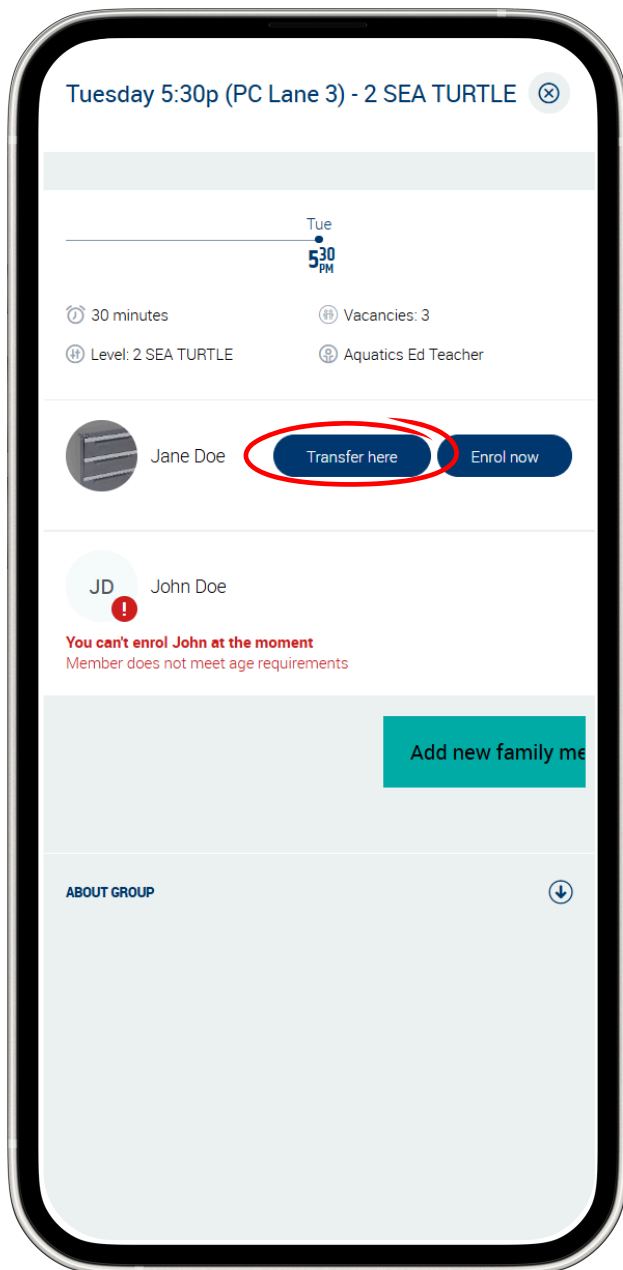 Tuesday 5:30p (PC Lane 3) - 2 SEA TURTLE
Tue
5 30 PM
30 minutes
Vacancies: 3
Level: 2 SEA TURTLE
Aquatics Ed Teacher
Jane Doe
Transfer here
Enrol now
JD
!
John Doe
You can't enrol John at the moment
Member does not meet age requirements
Add new family me
ABOUT GROUP